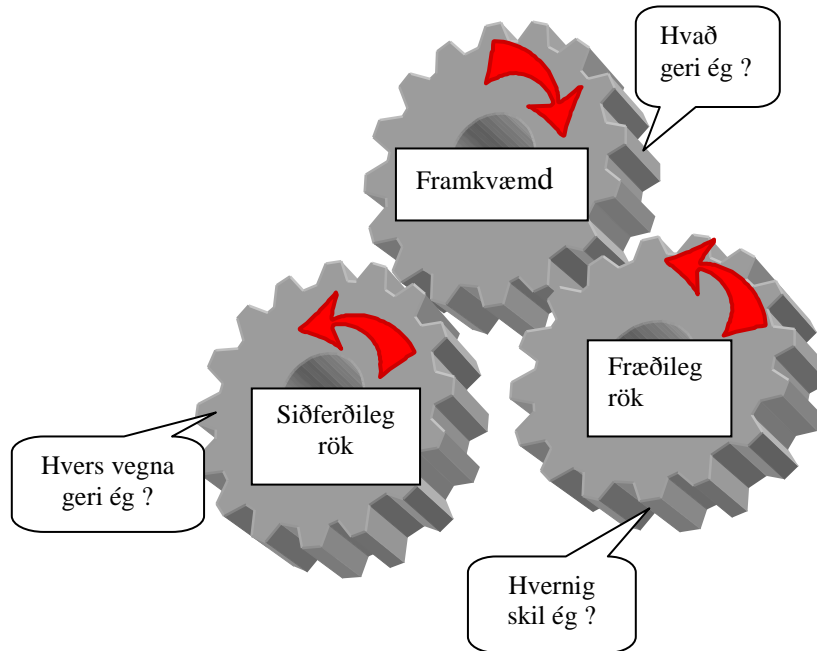 Hvað
geri ég ?
Framkvæmd
Fræðileg
rök
Siðferðileg
rök
Hvers vegna
geri ég ?
Hvernig
skil ég ?